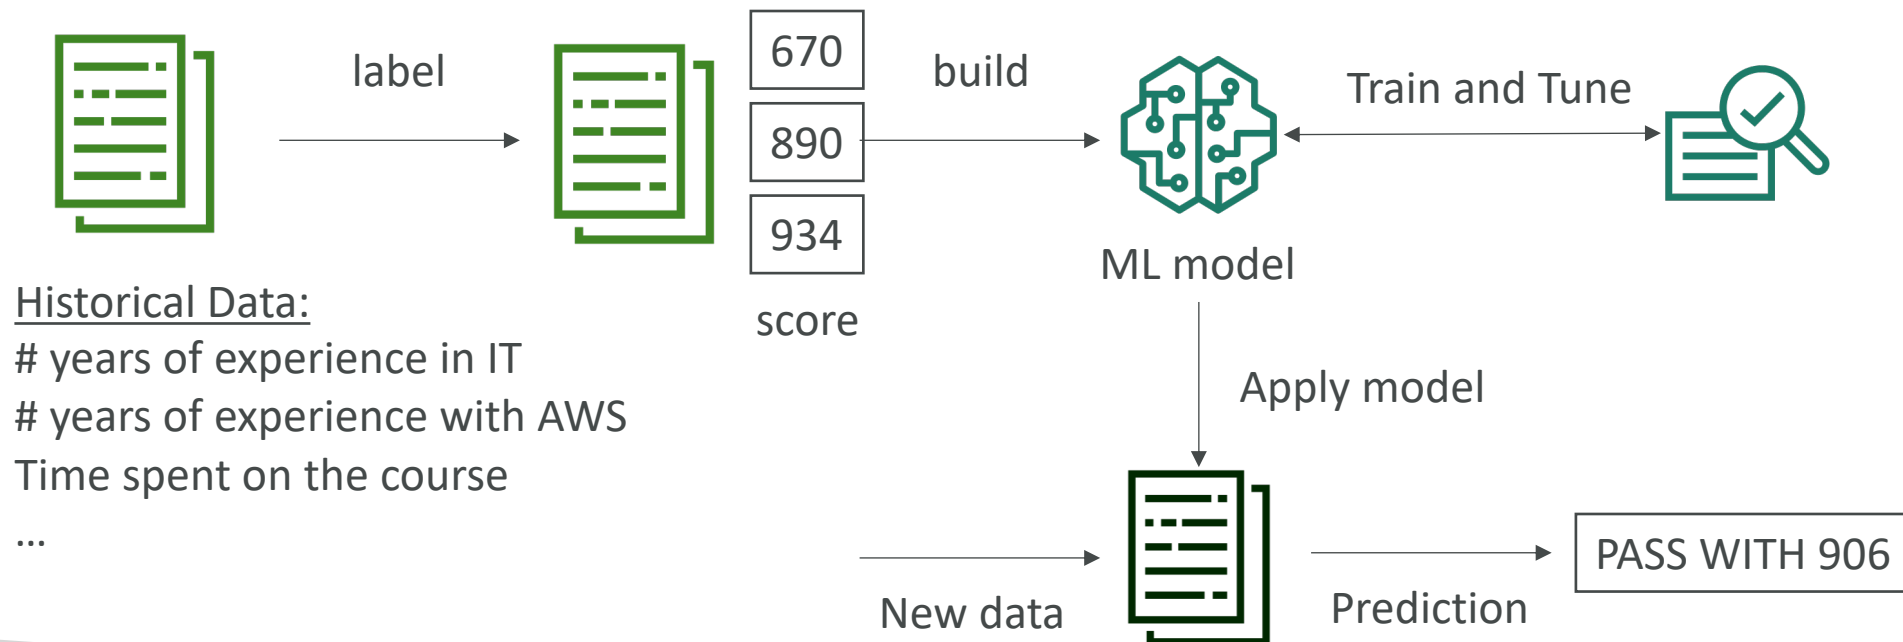 label
670
890
934
score
build
Train and Tune
ML model
Historical Data:
# years of experience in IT
# years of experience with AWS
Time spent on the course
...
Apply model
New data
Prediction
PASS WITH 906